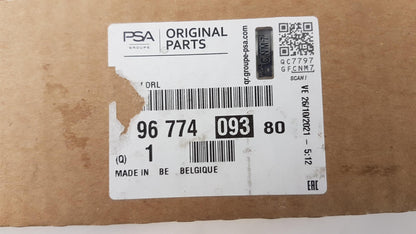 PSA
GROUPE
ORIGINAL
PARTS
CNM7
qr.groupe-psa.com
QC7797
GFCNM7
SCAN !
DRL
96 774 093 80
(Q) 1
MADE IN BE BELGIQUE
VE 26/10/2021 - 5:12
EAC